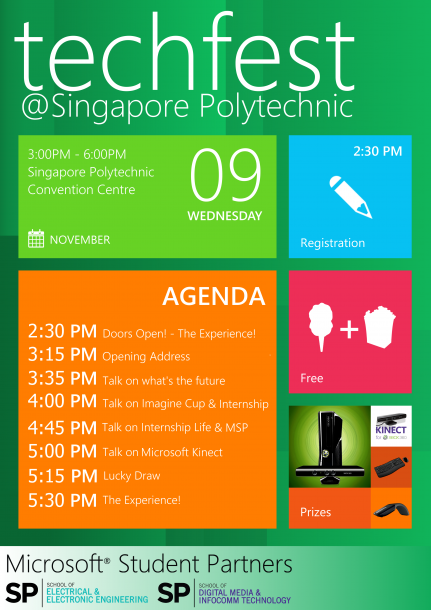 techfest
@Singapore Polytechnic
3:00PM - 6:00PM
Singapore Polytechnic
Convention Centre
09
WEDNESDAY
NOVEMBER
2:30 PM
Registration
AGENDA
2:30 PM Doors Open! - The Experience!
3:15 PM Opening Address
3:35 PM Talk on what's the future
4:00 PM Talk on Imagine Cup & Internship
4:45 PM Talk on Internship Life & MSP
5:00 PM Talk on Microsoft Kinect
5:15 PM Lucky Draw
5:30 PM The Experience!
+
Free
KINECT
for XBOX 360
Prizes
Microsoft® Student Partners
SP SCHOOL OF
ELECTRICAL &
ELECTRONIC ENGINEERING
SP SCHOOL OF
DIGITAL MEDIA &
INFOCOMM TECHNOLOGY